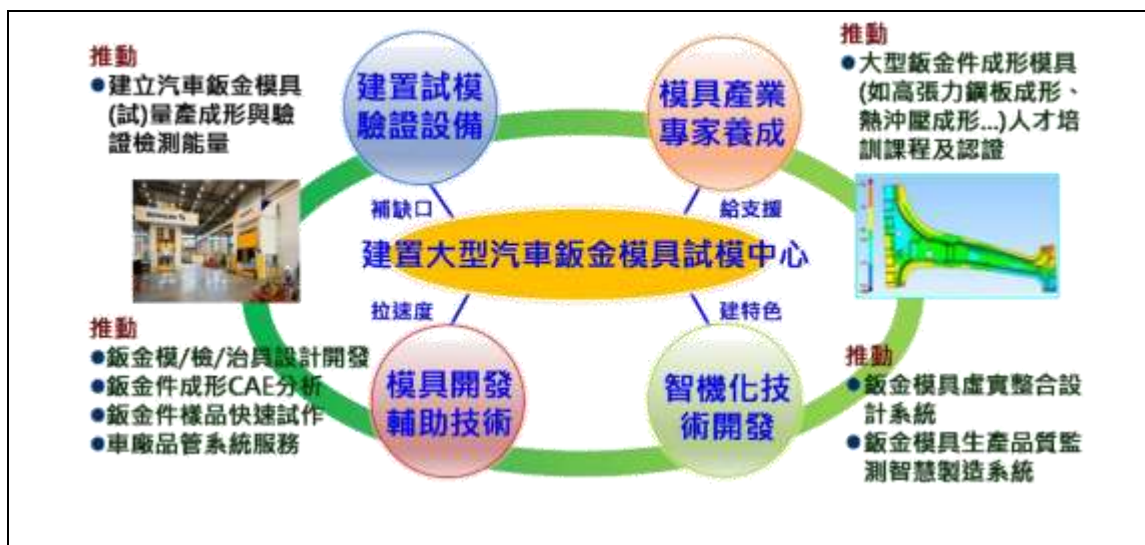 推動
●建立汽車鈑金模具
(試)量產成形與驗
證檢測能量
建置試模
驗證設備
模具產業
專家養成
推動
●大型鈑金件成形模具
(如高張力鋼板成形、
熱沖壓成形...)人才培
訓課程及認證
補缺口
給支援
建置大型汽車鈑金模具試模中心
拉速度
建特色
推動
●鈑金模/檢/治具設計開發
●鈑金件成形CAE分析
●鈑金件樣品快速試作
●車廠品管系統服務
模具開發
輔助技術
智機化技
術開發
推動
●鈑金模具虛實整合設
計系統
●鈑金模具生產品質監
測智慧製造系統